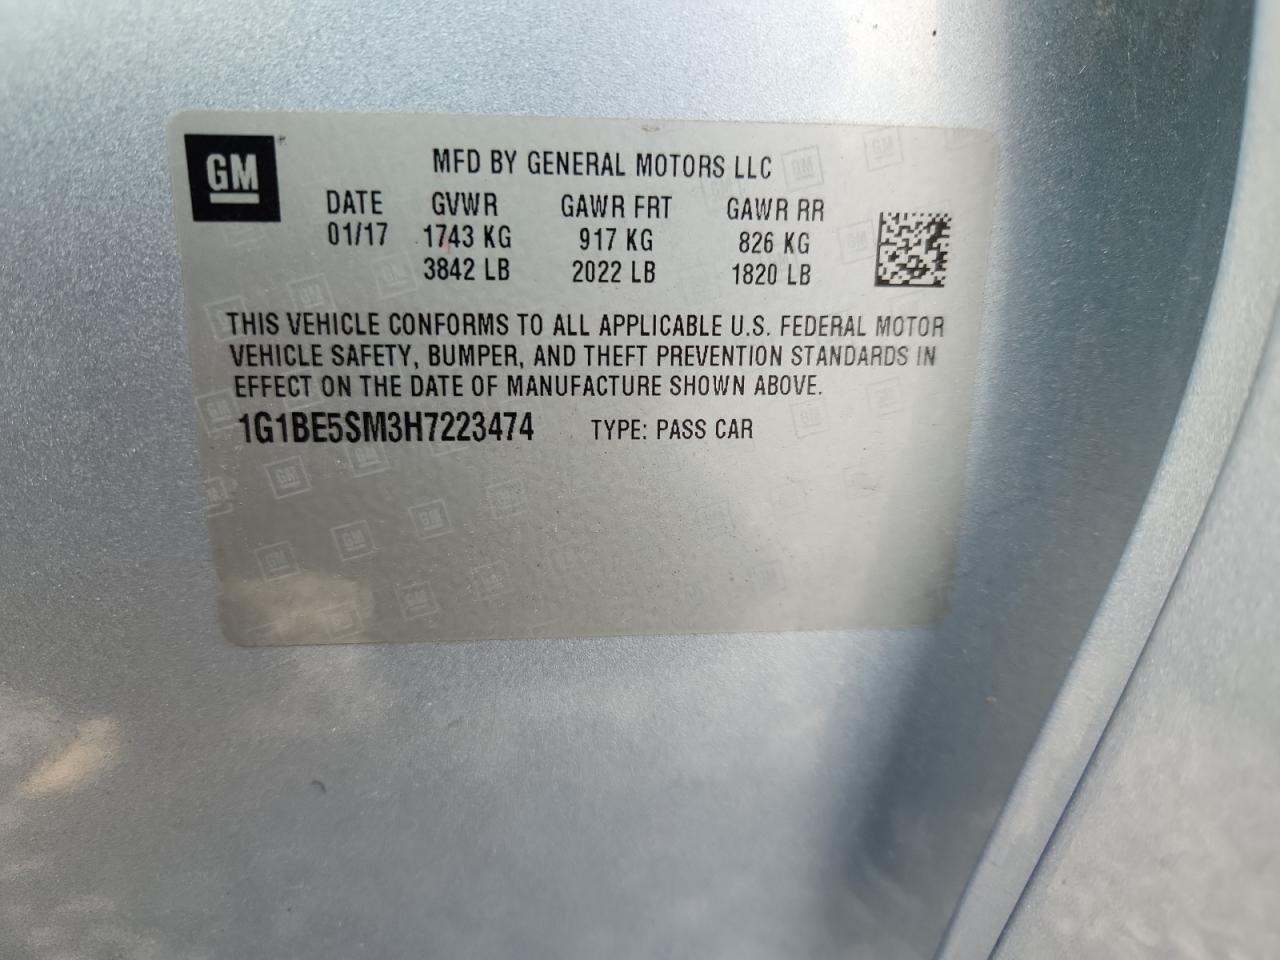 GM
MFD BY GENERAL MOTORS LLC
DATE GVWR GAWR FRT GAWR RR
01/17 1743 KG 917 KG 826 KG
3842 LB 2022 LB 1820 LB
THIS VEHICLE CONFORMS TO ALL APPLICABLE U.S. FEDERAL MOTOR
VEHICLE SAFETY, BUMPER, AND THEFT PREVENTION STANDARDS IN
EFFECT ON THE DATE OF MANUFACTURE SHOWN ABOVE.
1G1BE5SM3H7223474 TYPE: PASS CAR